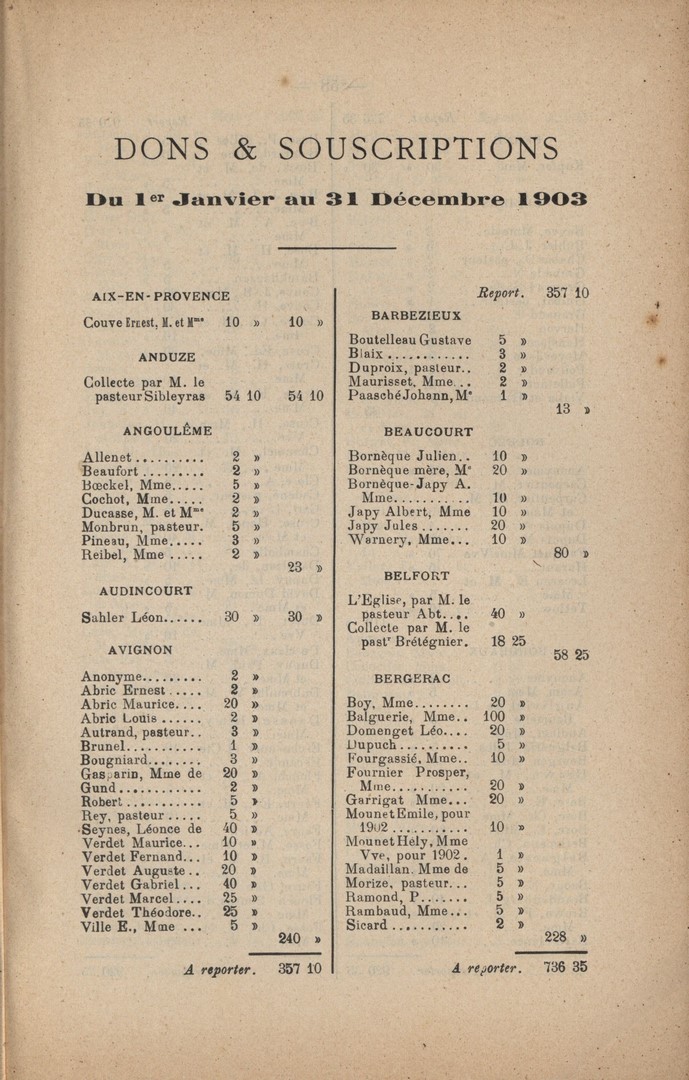 DONS & SOUSCRIPTIONS
Du 1er Janvier au 31 Décembre 1903
AIX-EN-PROVENCE
Couve Ernest, M. et Mme 10 » 10 »
ANDUZE
Collecte par M. le
pasteur Sibleyras 54 10 54 10
ANGOULÊME
Allenet .......... 2 »
Beaufort ......... 2 »
Bœckel, Mme..... 5 »
Cochot, Mme..... 2 »
Ducasse, M. et Mme 2 »
Monbrun, pasteur. 5 »
Pineau, Mme..... 3 »
Reibel, Mme ..... 2 »
23 »
AUDINCOURT
Sahler Léon...... 30 » 30 »
AVIGNON
Anonyme......... 2 »
Abric Ernest ..... 2 »
Abric Maurice.... 20 »
Abric Louis ...... 2 »
Autrand, pasteur.. 3 »
Brunel........... 1 »
Bougniard........ 3 »
Gasparin, Mme de 20 »
Gund............ 2 »
Robert........... 5 »
Rey, pasteur ..... 5 »
Seynes, Léonce de 40 »
Verdet Maurice... 10 »
Verdet Fernand... 10 »
Verdet Auguste .. 20 »
Verdet Gabriel ... 40 »
Verdet Marcel.... 25 »
Verdet Théodore.. 25 »
Ville E., Mme ... 5 »
240 »
A reporter. 357 10
Report. 357 10
BARBEZIEUX
Boutelleau Gustave 5 »
Blaix ............ 3 »
Duproix, pasteur.. 2 »
Maurisset, Mme... 2 »
Paasché Johann, Me 1 »
13 »
BEAUCOURT
Bornèque Julien.. 10 »
Bornèque mère, Me 20 »
Bornèque-Japy A.
Mme........... 10 »
Japy Albert, Mme 10 »
Japy Jules ....... 20 »
Warnery, Mme... 10 »
80 »
BELFORT
L'Eglise, par M. le
pasteur Abt.... 40 »
Collecte par M. le
pastr Brétégnier. 18 25
58 25
BERGERAC
Boy, Mme........ 20 »
Balguerie, Mme.. 100 »
Domenget Léo.... 20 »
Dupuch.......... 5 »
Fourgassié, Mme.. 10 »
Fournier Prosper,
Mme........... 20 »
Garrigat Mme... 20 »
Mounet Emile, pour
1902 ........... 10 »
Mounet Hely, Mme
Vve, pour 1902. 1 »
Madaillan, Mme de 5 »
Morize, pasteur... 5 »
Ramond, P....... 5 »
Rambaud, Mme... 5 »
Sicard ........... 2 »
228 »
A reporter. 736 35